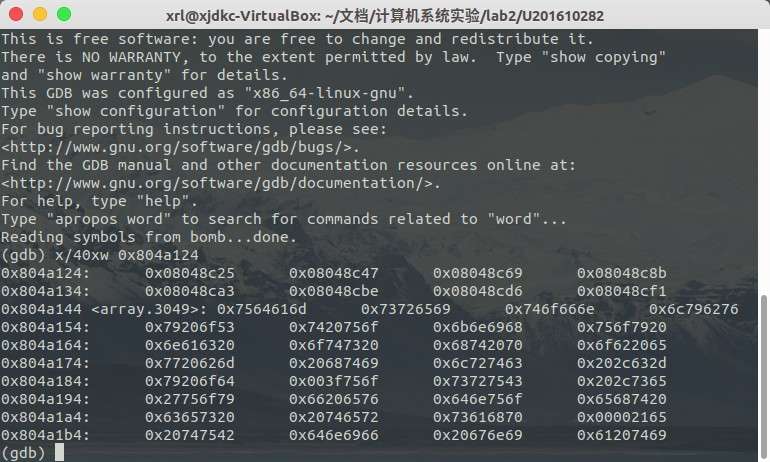 xrl@xjdkc-VirtualBox: ~/文档/计算机系统实验/lab2/U201610282
This is free software: you are free to change and redistribute it.
There is NO WARRANTY, to the extent permitted by law.  Type "show copying"
and "show warranty" for details.
This GDB was configured as "x86_64-linux-gnu".
Type "show configuration" for configuration details.
For bug reporting instructions, please see:
<http://www.gnu.org/software/gdb/bugs/>.
Find the GDB manual and other documentation resources online at:
<http://www.gnu.org/software/gdb/documentation/>.
For help, type "help".
Type "apropos word" to search for commands related to "word"...
Reading symbols from bomb...done.
(gdb) x/40xw 0x804a124
0x804a124:      0x08048c25      0x08048c47      0x08048c69      0x08048c8b
0x804a134:      0x08048ca3      0x08048cbe      0x08048cd6      0x08048cf1
0x804a144 <array.3049>: 0x7564616d      0x73726569      0x746f666e      0x6c796276
0x804a154:      0x79206f53      0x7420756f      0x6b6e6968      0x756f7920
0x804a164:      0x6e616320      0x6f747320      0x68742070      0x6f622065
0x804a174:      0x7720626d      0x20687469      0x6c727463      0x202c632d
0x804a184:      0x79206f64      0x003f756f      0x73727543      0x202c7365
0x804a194:      0x27756f79      0x66206576      0x646e756f      0x65687420
0x804a1a4:      0x63657320      0x20746572      0x73616870      0x00002165
0x804a1b4:      0x20747542      0x646e6966      0x20676e69      0x61207469
(gdb)